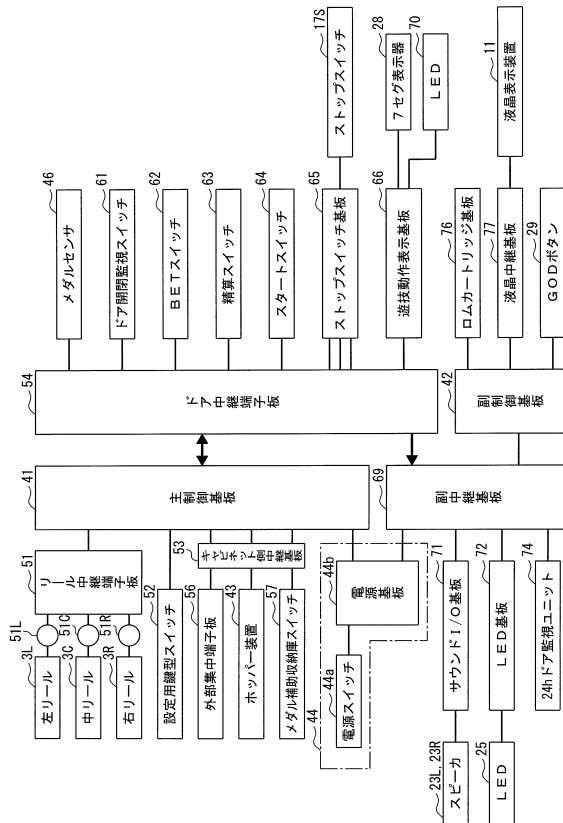 左リール
3L
51L
中リール
3C
51C
右リール
3R
51R
リール中継端子板
51
設定用鍵型スイッチ
52
外部集中端子板
56
ホッパー装置
43
メダル補助収納庫スイッチ
57
キャビネット側中継基板
53
44
電源スイッチ
44a
電源基板
44b
主制御基板
41
ドア中継端子板
54
メダルセンサ
46
ドア開閉監視スイッチ
61
BETスイッチ
62
精算スイッチ
63
スタートスイッチ
64
ストップスイッチ基板
65
ストップスイッチ
17S
遊技動作表示基板
66
7セグ表示器
28
LED
70
スピーカ
23L, 23R
サウンドI/O基板
71
LED
25
LED基板
72
24hドア監視ユニット
74
副中継基板
69
副制御基板
42
ロムカートリッジ基板
76
液晶中継基板
77
液晶表示装置
11
GODボタン
29